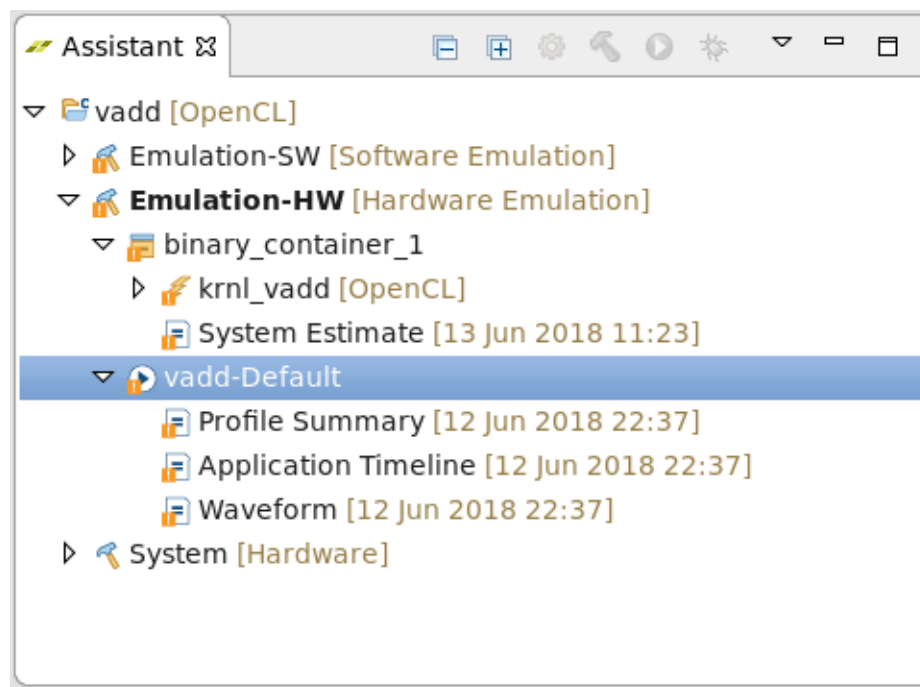 Assistant
vadd [OpenCL]
Emulation-SW [Software Emulation]
Emulation-HW [Hardware Emulation]
binary_container_1
krnl_vadd [OpenCL]
System Estimate [13 Jun 2018 11:23]
vadd-Default
Profile Summary [12 Jun 2018 22:37]
Application Timeline [12 Jun 2018 22:37]
Waveform [12 Jun 2018 22:37]
System [Hardware]